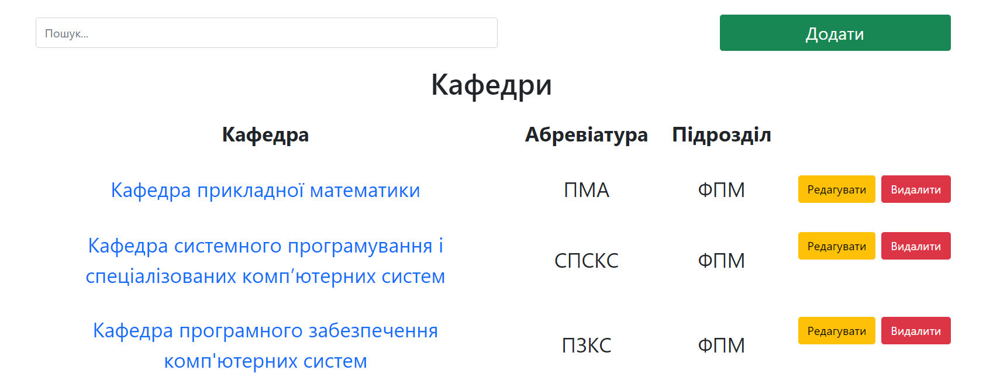 Пошук...
Додати
Кафедри
Кафедра Абревіатура Підрозділ
Кафедра прикладної математики ПМА ФПМ Редагувати Видалити
Кафедра системного програмування і
спеціалізованих комп’ютерних систем СПСКС ФПМ Редагувати Видалити
Кафедра програмного забезпечення
комп'ютерних систем ПЗКС ФПМ Редагувати Видалити